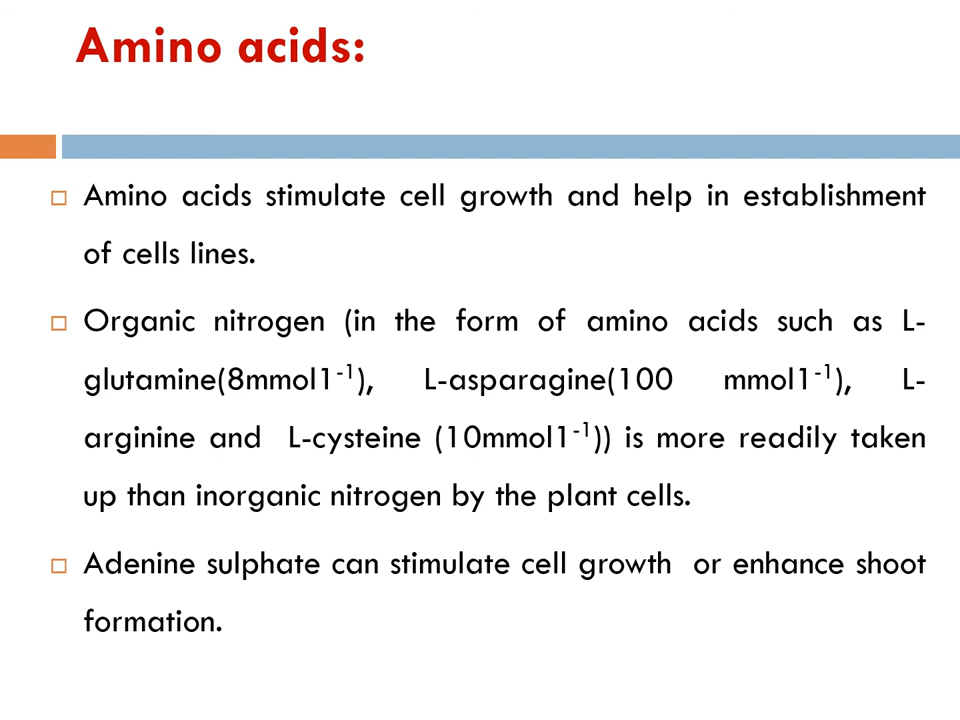 Amino acids:
Amino acids stimulate cell growth and help in establishment
of cells lines.
Organic nitrogen (in the form of amino acids such as L-
glutamine(8mmol1⁻¹), L-asparagine(100 mmol1⁻¹), L-
arginine and L-cysteine (10mmol1⁻¹)) is more readily taken
up than inorganic nitrogen by the plant cells.
Adenine sulphate can stimulate cell growth or enhance shoot
formation.